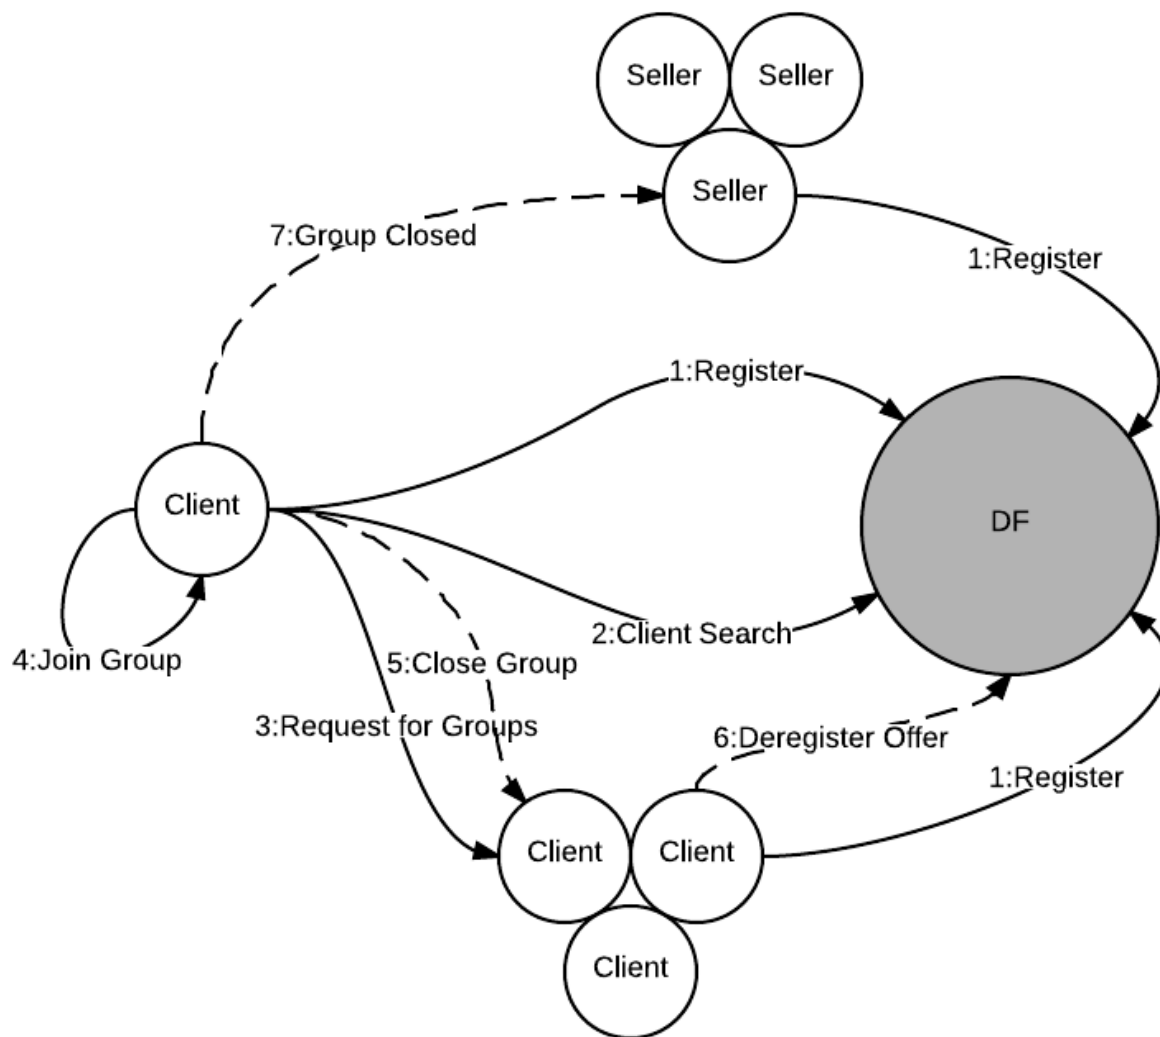 Seller
Seller
Seller
7:Group Closed
1:Register
1:Register
Client
DF
2:Client Search
4:Join Group
5:Close Group
3:Request for Groups
6:Deregister Offer
1:Register
Client
Client
Client